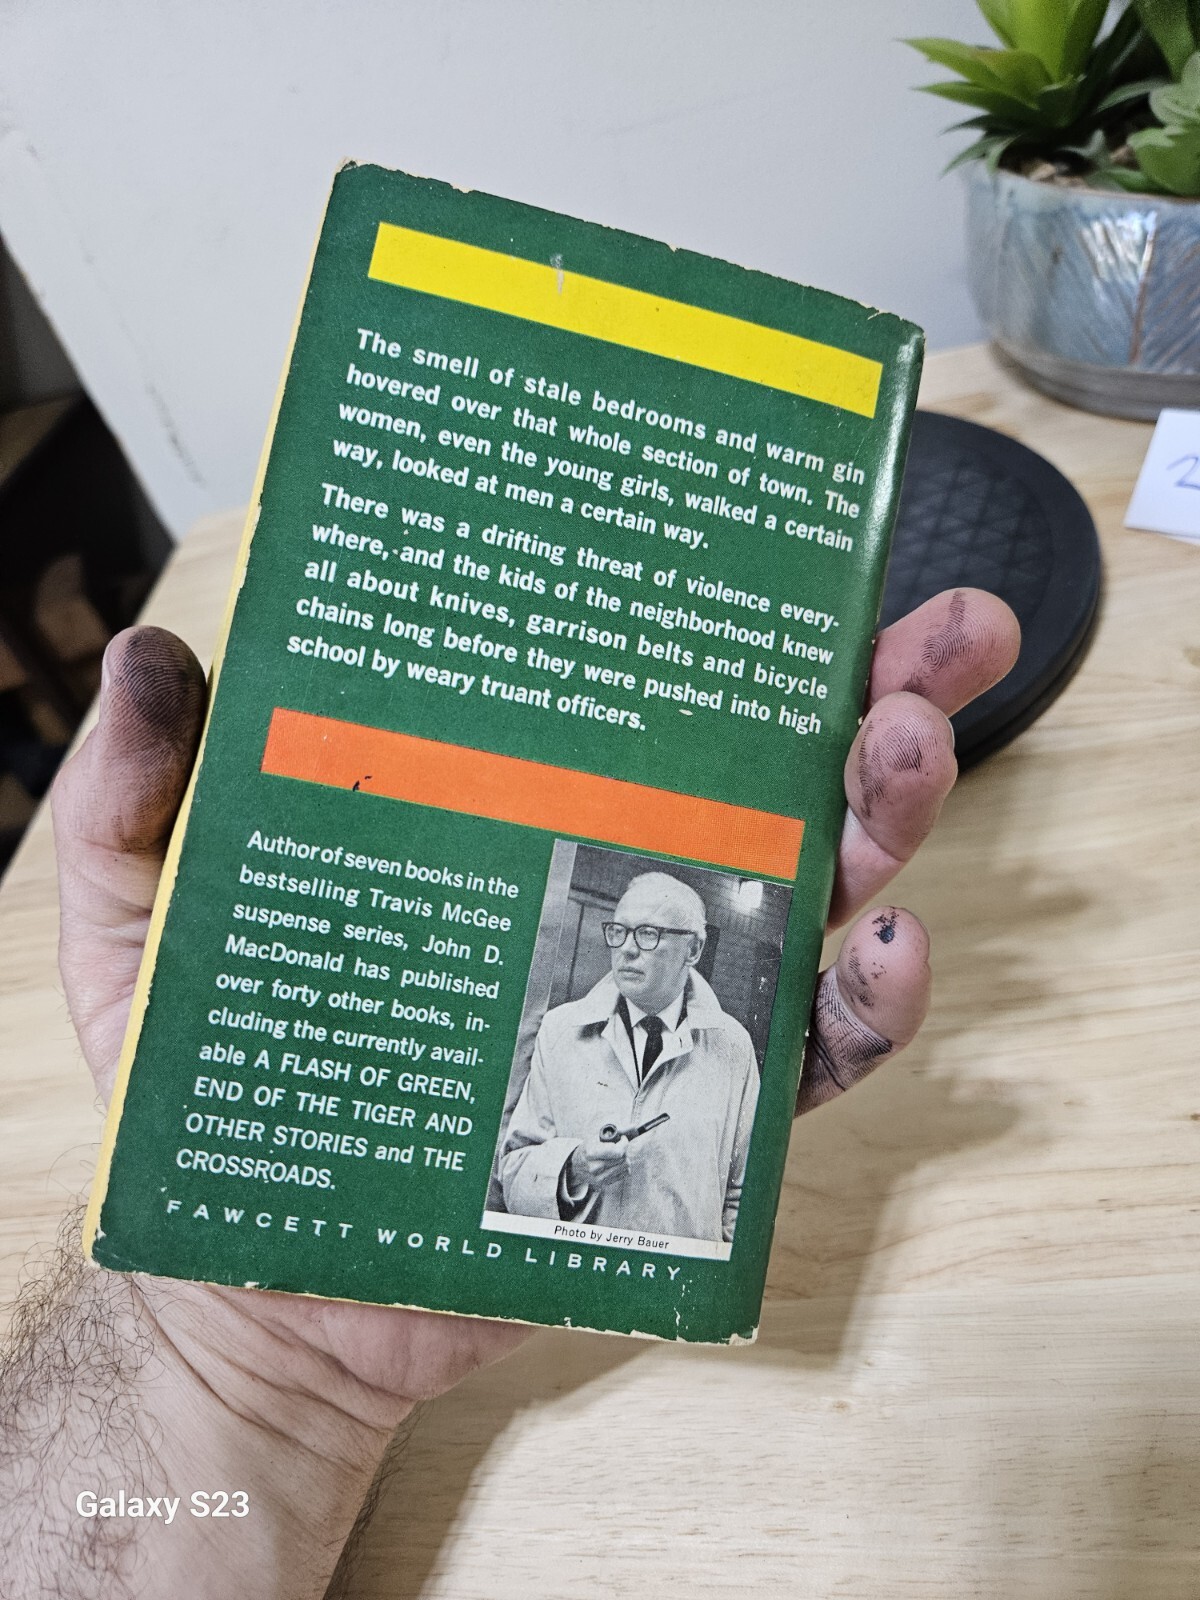 The smell of stale bedrooms and warm gin
hovered over that whole section of town. The
women, even the young girls, walked a certain
way, looked at men a certain way.
There was a drifting threat of violence every-
where, and the kids of the neighborhood knew
all about knives, garrison belts and bicycle
chains long before they were pushed into high
school by weary truant officers.
Author of seven books in the
bestselling Travis McGee
suspense series, John D.
MacDonald has published
over forty other books, in-
cluding the currently avail-
able A FLASH OF GREEN,
END OF THE TIGER AND
OTHER STORIES and THE
CROSSROADS.
Photo by Jerry Bauer
FAWCETT WORLD LIBRARY
2
Galaxy S23